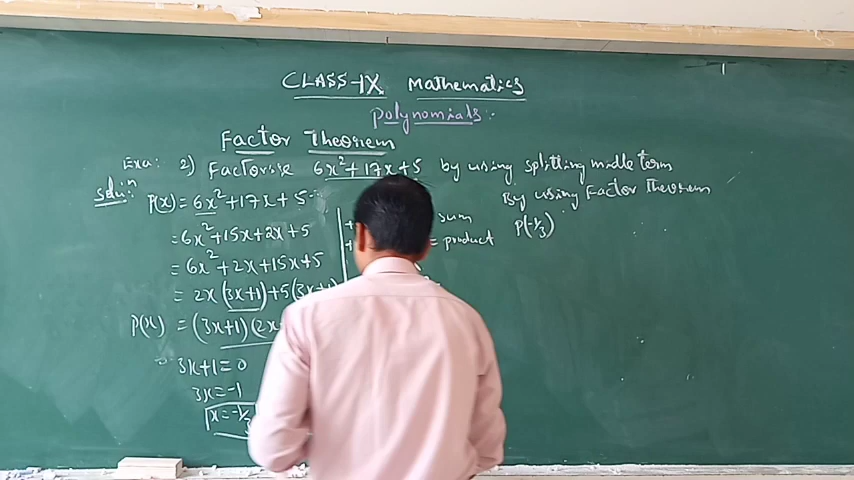 CLASS-IX Mathematics
Polynomials:-
Factor Theorem
Exa: 2) Factorise 6x²+17x+5 by using splitting middle term
Soluin: P(x) = 6x²+17x+5
By using Factor Theorem
= 6x²+15x+2x+5
sum
= 6x²+2x+15x+5
= product
P(-1/3)
= 2x(3x+1)+5(3x+1)
P(x) = (3x+1)(2x
3x+1=0
3x=-1
x=-1/3